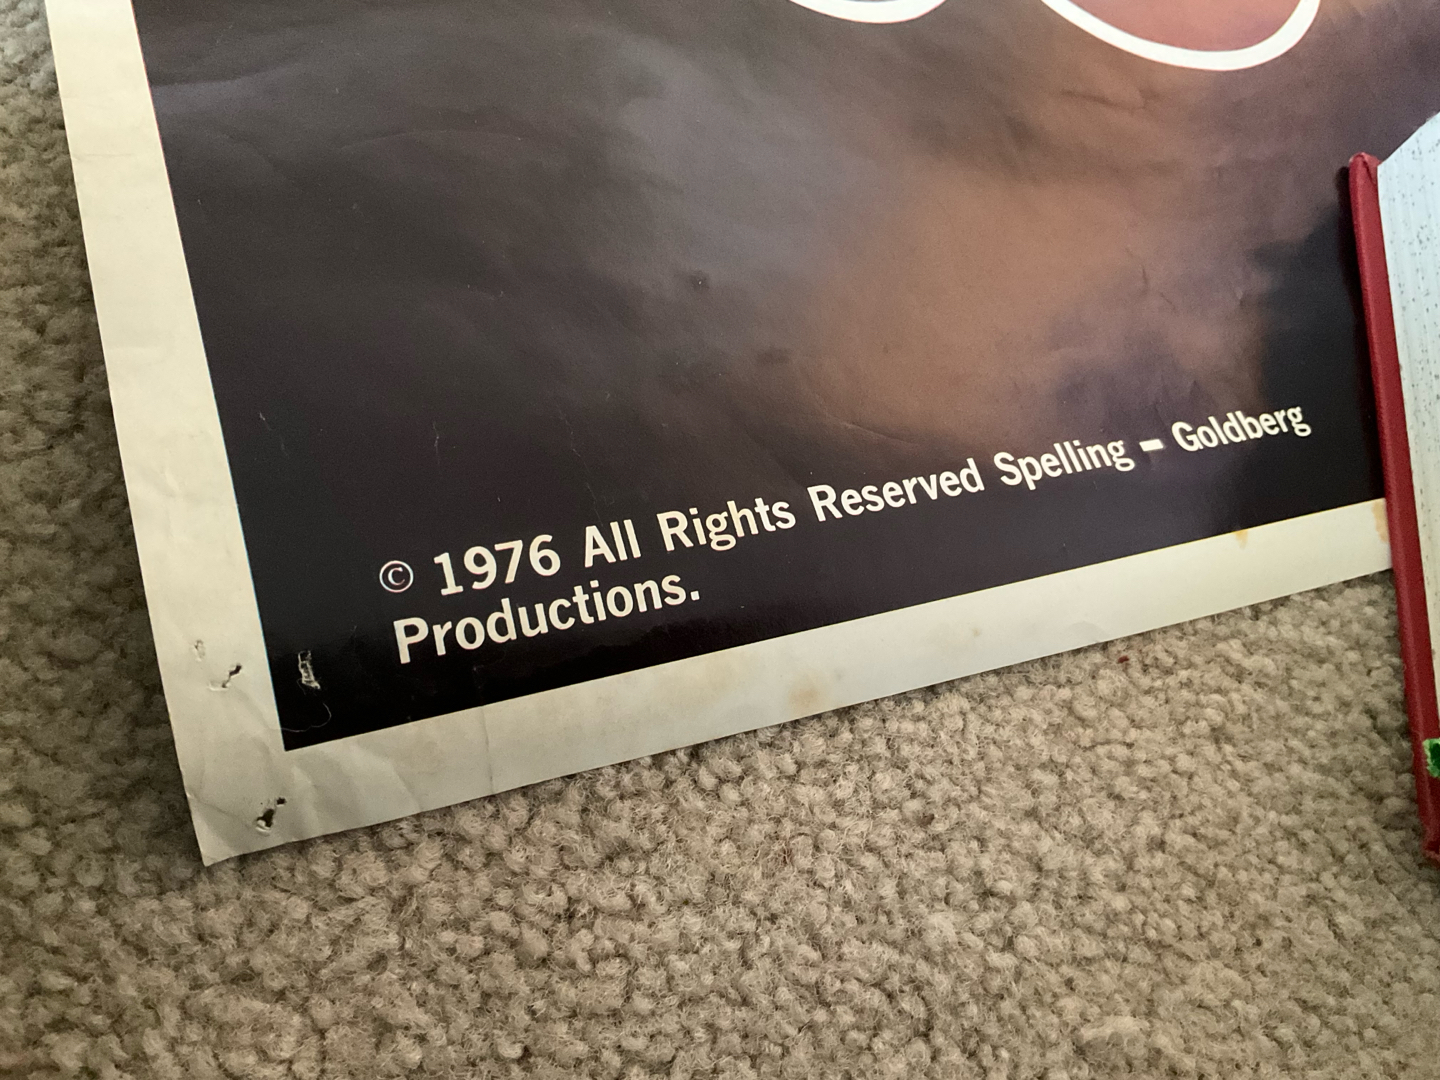 © 1976 All Rights Reserved Spelling - Goldberg
Productions.